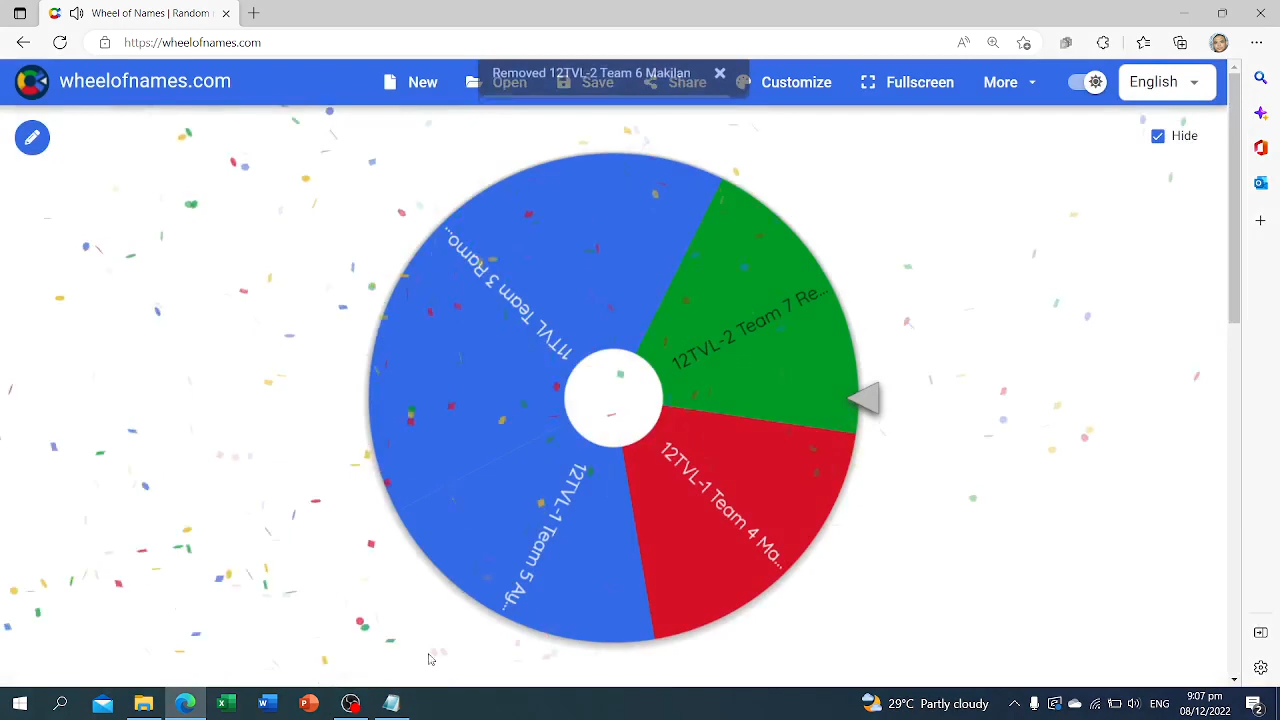 Wheel of Names | Random
https://wheelofnames.com
wheelofnames.com
New
Open
Save
Share
Customize
Fullscreen
More
English
Removed 12TVL-2 Team 6 Makilan
Hide
11TVL Team 3 Ramo...
12TVL-2 Team 7 Re...
12TVL-1 Team 4 Ma...
12TVL-1 Team 5 Ay...
29°C Partly cloudy
ENG
9:07 pm
08/12/2022